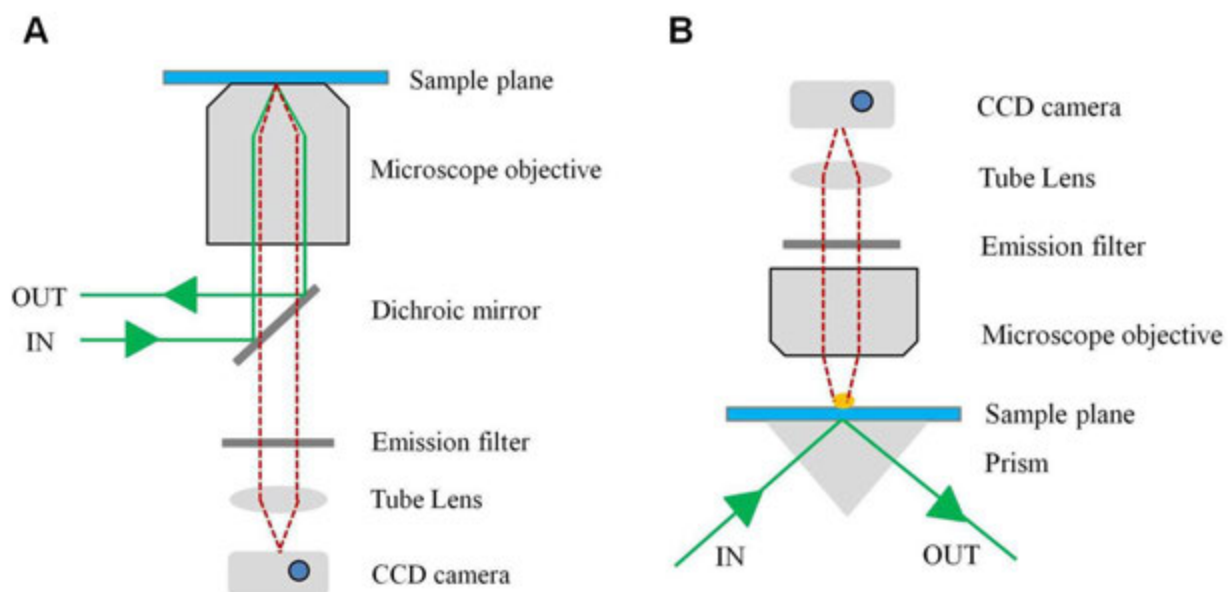 A
Sample plane
Microscope objective
OUT
IN
Dichroic mirror
Emission filter
Tube Lens
CCD camera
B
CCD camera
Tube Lens
Emission filter
Microscope objective
Sample plane
Prism
IN
OUT